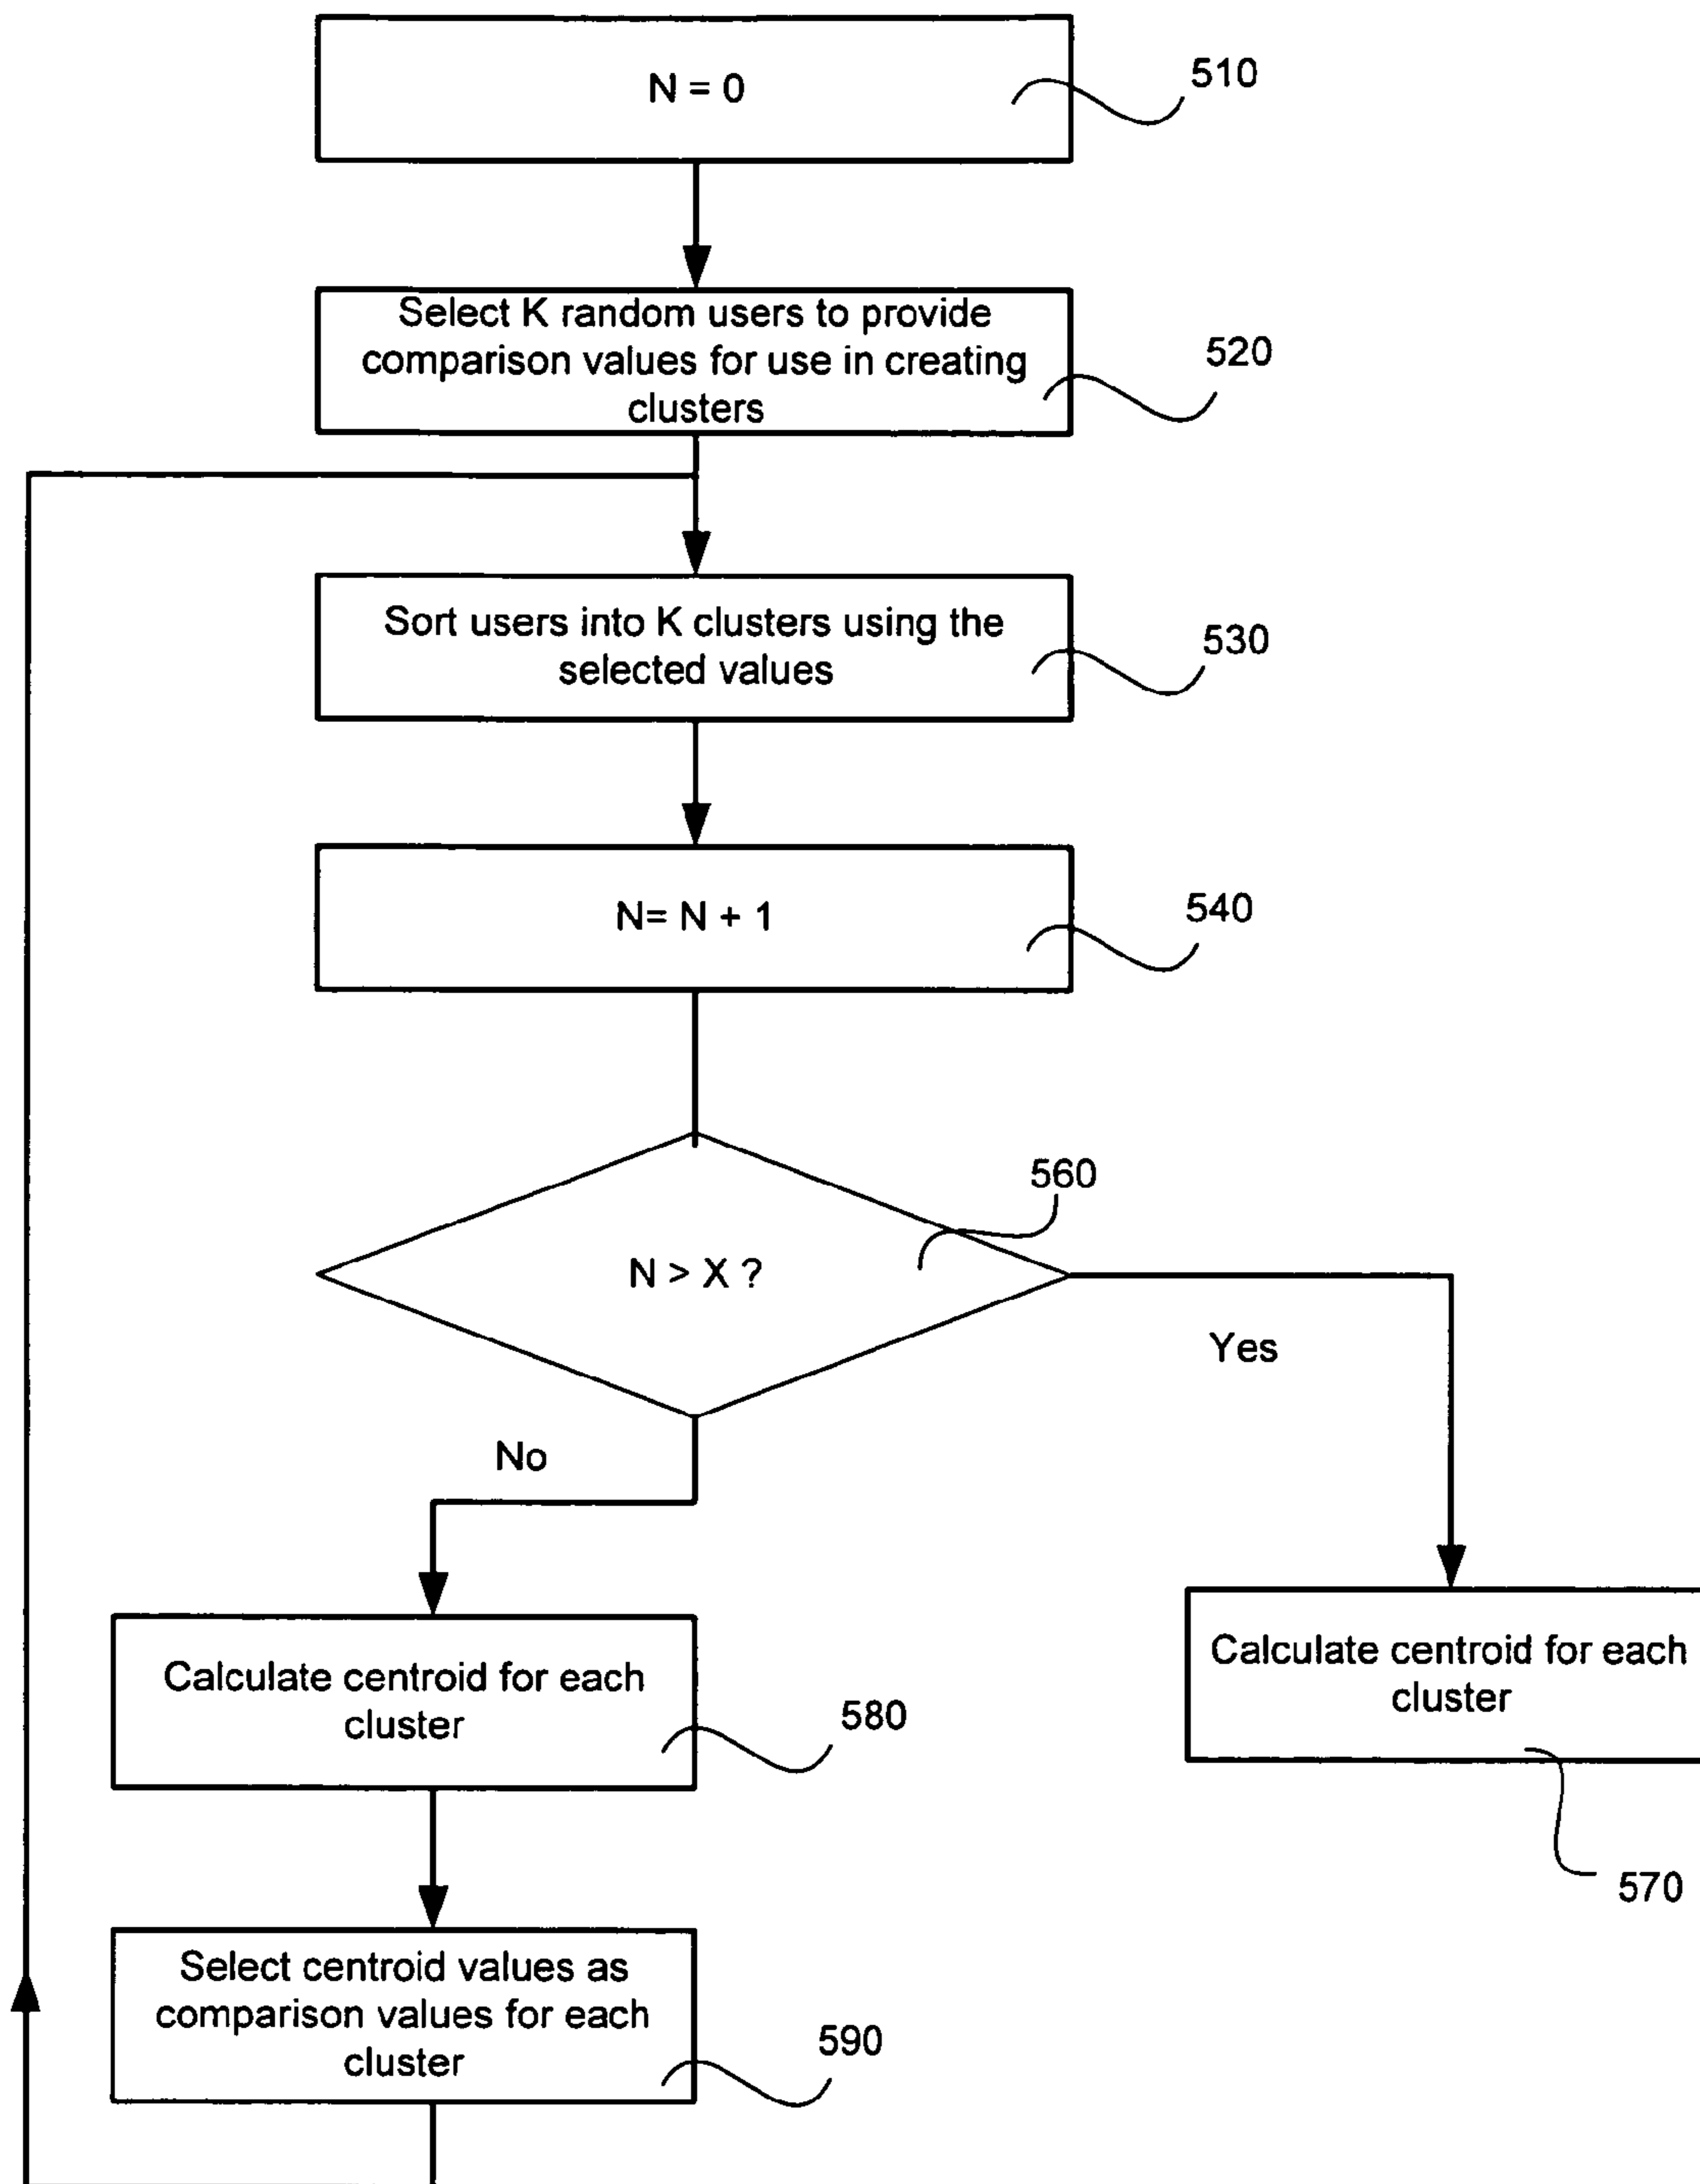 N = 0
510
Select K random users to provide
comparison values for use in creating
clusters
520
Sort users into K clusters using the
selected values
530
N= N + 1
540
560
N > X ?
Yes
No
Calculate centroid for each
cluster
580
Calculate centroid for each
cluster
570
Select centroid values as
comparison values for each
cluster
590